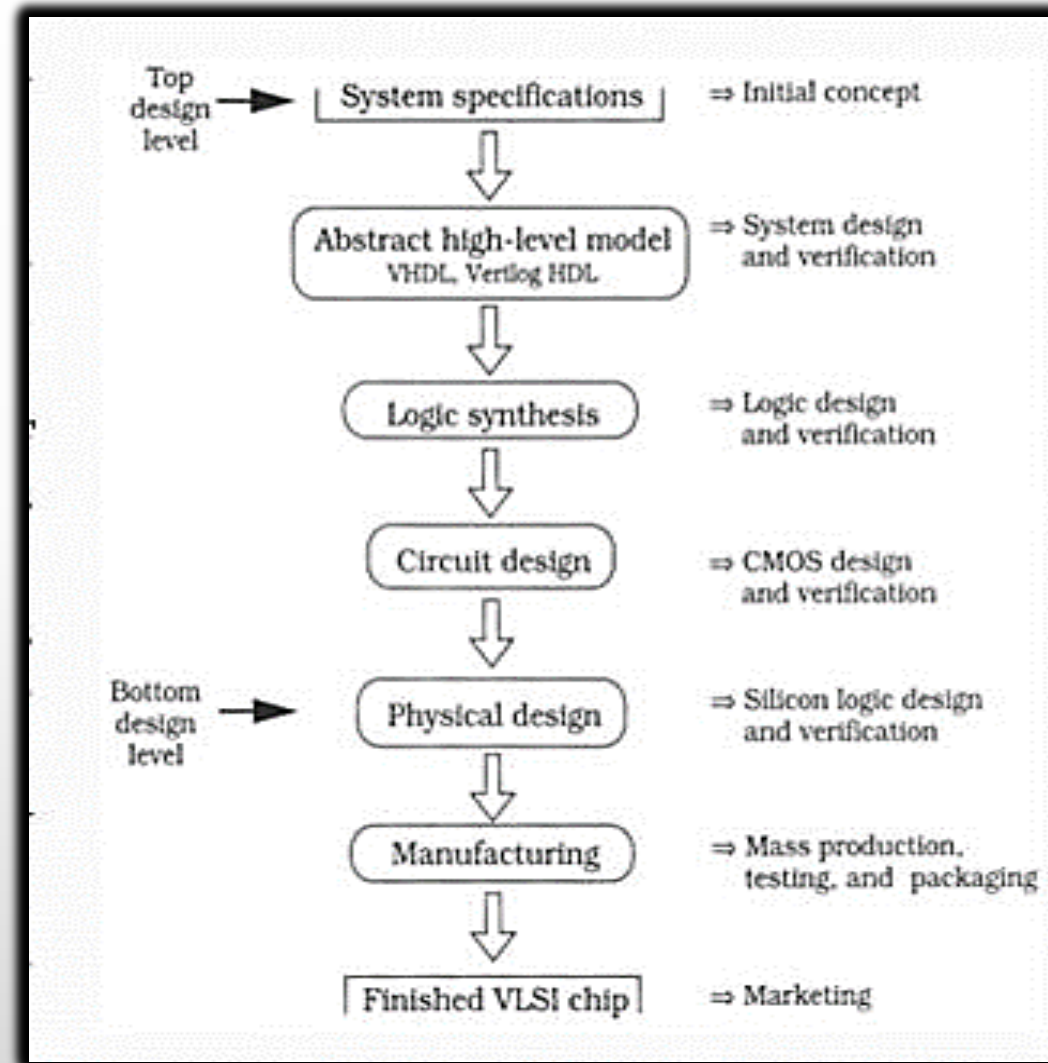 Top
design
level
System specifications
⇒ Initial concept
Abstract high-level model
VHDL, Verilog HDL
⇒ System design
and verification
Logic synthesis
⇒ Logic design
and verification
Circuit design
⇒ CMOS design
and verification
Bottom
design
level
Physical design
⇒ Silicon logic design
and verification
Manufacturing
⇒ Mass production,
testing, and packaging
Finished VLSI chip
⇒ Marketing